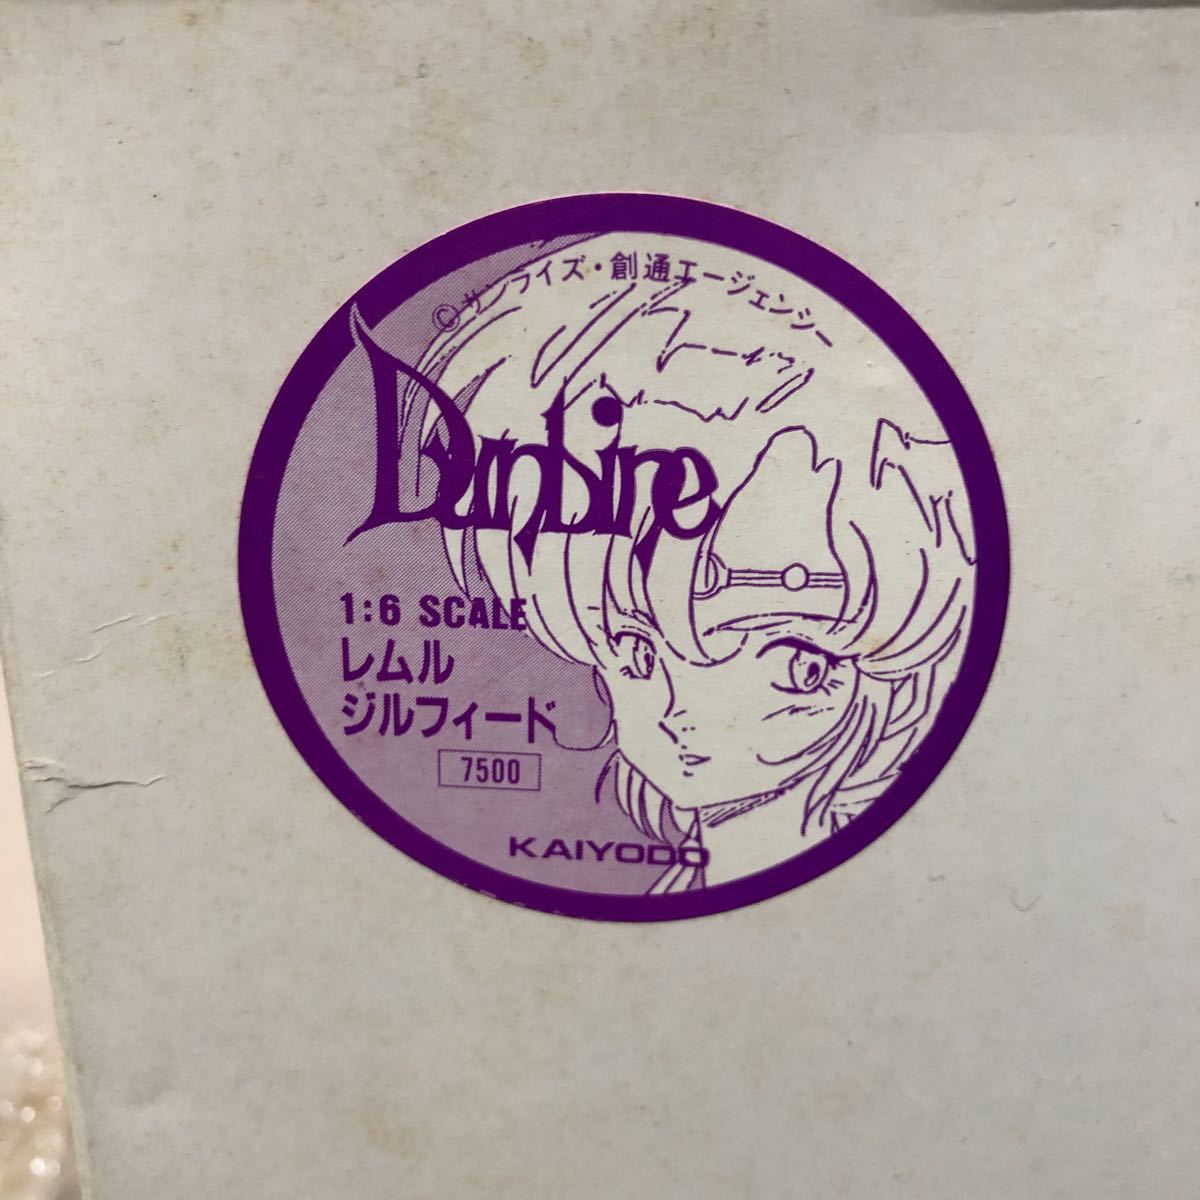 ©サンライズ・創通エージェンシー
Dunbine
1:6 SCALE
レムル
ジルフィード
7500
KAIYODO